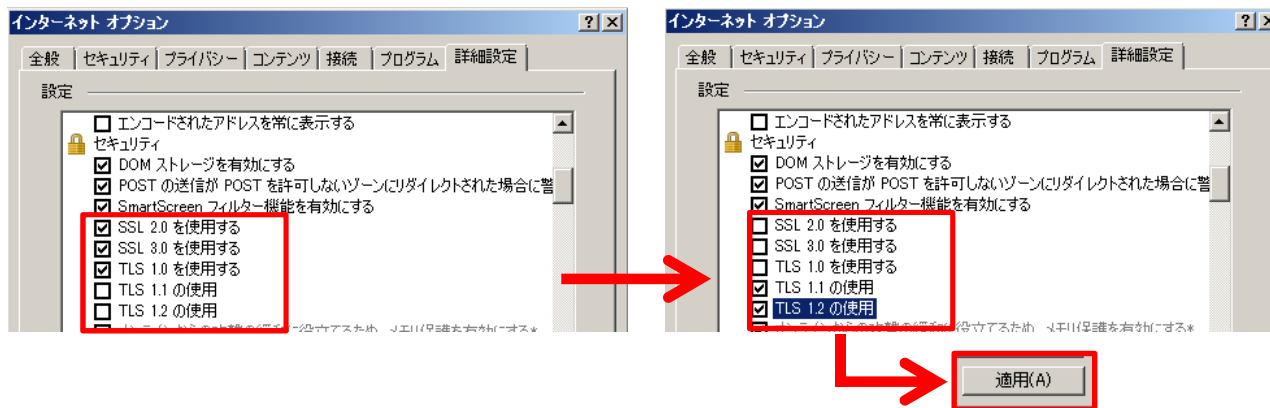 インターネット オプション
全般 セキュリティ プライバシー コンテンツ 接続 プログラム 詳細設定
設定
エンコードされたアドレスを常に表示する
セキュリティ
DOM ストレージを有効にする
POST の送信が POST を許可しないゾーンにリダイレクトされた場合に警
SmartScreen フィルター機能を有効にする
SSL 2.0 を使用する
SSL 3.0 を使用する
TLS 1.0 を使用する
TLS 1.1 の使用
TLS 1.2 の使用
インターネット オプション
全般 セキュリティ プライバシー コンテンツ 接続 プログラム 詳細設定
設定
エンコードされたアドレスを常に表示する
セキュリティ
DOM ストレージを有効にする
POST の送信が POST を許可しないゾーンにリダイレクトされた場合に警
SmartScreen フィルター機能を有効にする
SSL 2.0 を使用する
SSL 3.0 を使用する
TLS 1.0 を使用する
TLS 1.1 の使用
TLS 1.2 の使用
適用(A)